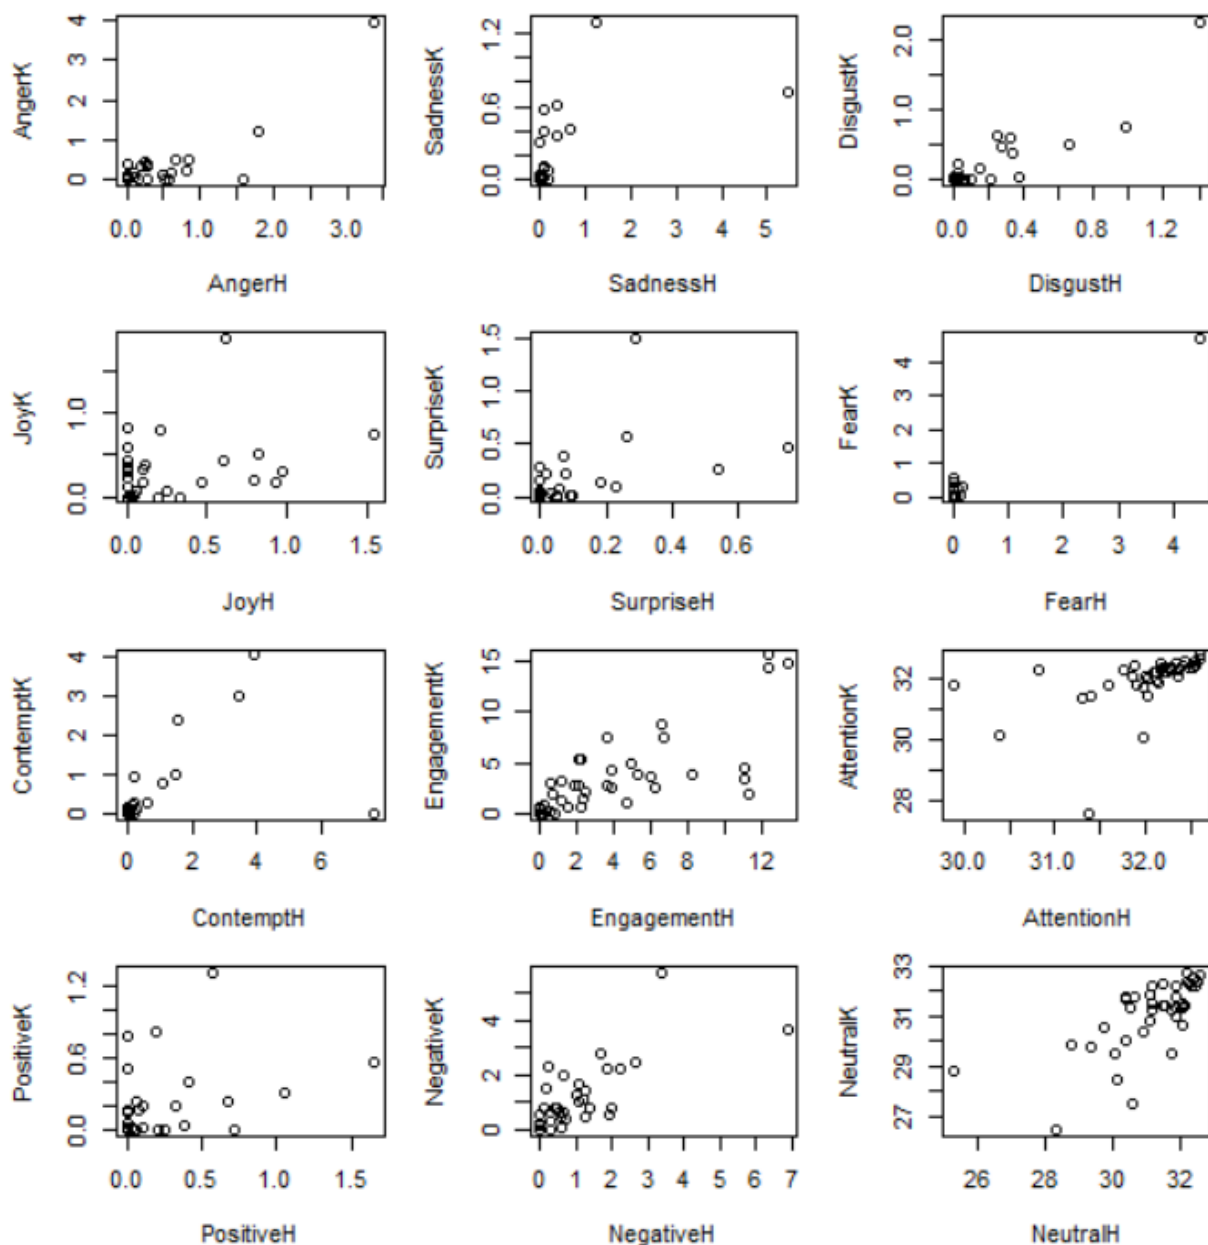 AngerK
0 1 2 3 4
0.0 1.0 2.0 3.0
AngerH
SadnessK
0.0 0.6 1.2
0 1 2 3 4 5
SadnessH
DisgustK
0.0 1.0 2.0
0.0 0.4 0.8 1.2
DisgustH
JoyK
0.0 1.0
0.0 0.5 1.0 1.5
JoyH
SurpriseK
0.0 0.5 1.0 1.5
0.0 0.2 0.4 0.6
SurpriseH
FearK
0 1 2 3 4
0 1 2 3 4
FearH
ContemptK
0 1 2 3 4
0 2 4 6
ContemptH
EngagementK
0 5 10 15
0 2 4 6 8 12
EngagementH
AttentionK
28 30 32
30.0 31.0 32.0
AttentionH
PositiveK
0.0 0.6 1.2
0.0 0.5 1.0 1.5
PositiveH
NegativeK
0 2 4
0 1 2 3 4 5 6 7
NegativeH
NeutralK
27 29 31 33
26 28 30 32
NeutralH